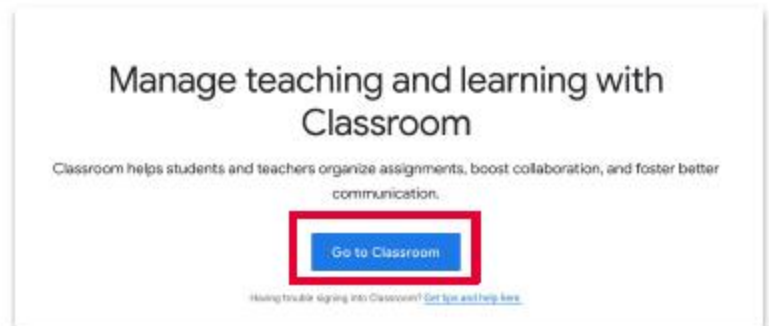 Manage teaching and learning with
Classroom
Classroom helps students and teachers organize assignments, boost collaboration, and foster better
communication.
Go to Classroom
Having trouble signing into Classroom? Get tips and help here.